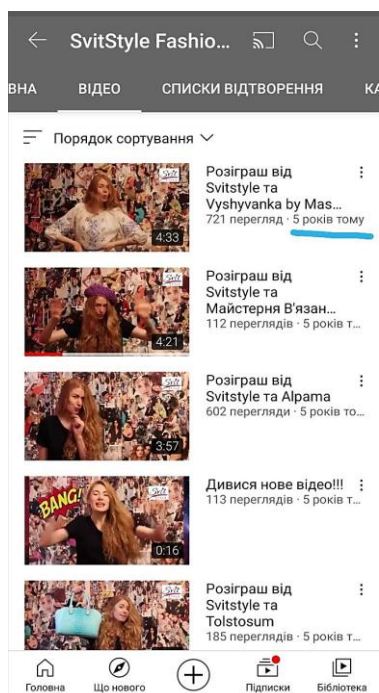 SvitStyle Fashio...
ВНА ВІДЕО СПИСКИ ВІДТВОРЕННЯ КА
Порядок сортування
Розіграш від
Svitstyle та
Vyshyvanka by Mas...
721 перегляд · 5 років тому
4:33
Розіграш від
Svitstyle та
Майстерня В'язан...
112 переглядів · 5 років т...
4:21
Розіграш від
Svitstyle та Alpama
602 перегляди · 5 років то...
3:57
Дивися нове відео!!!
113 переглядів · 5 років т...
BANG!
0:16
Розіграш від
Svitstyle та
Tolstosum
185 переглядів · 5 років т...
Головна Що нового Підписки Бібліотека